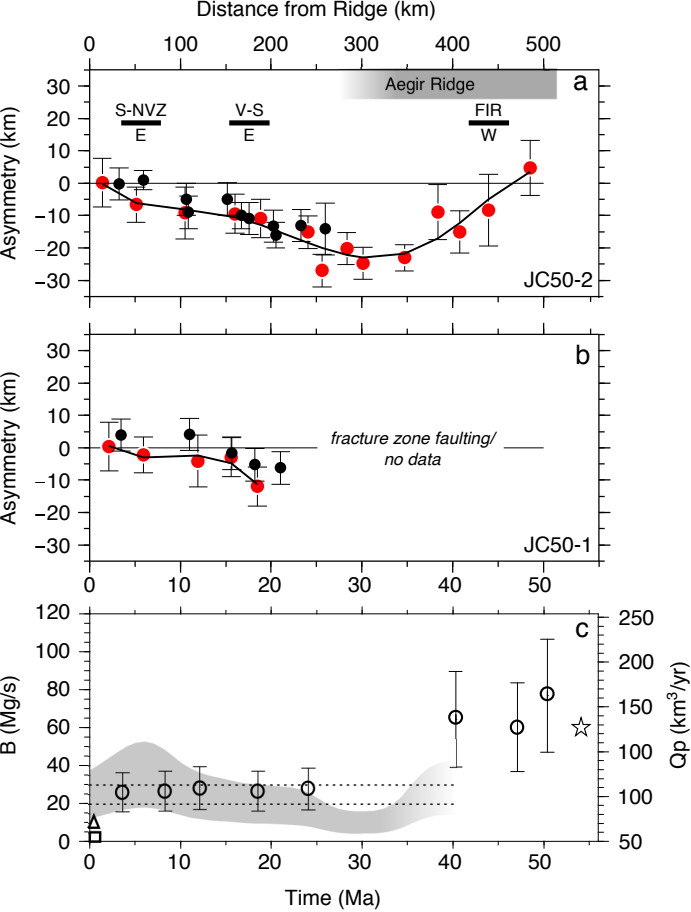 Distance from Ridge (km)
0 100 200 300 400 500
30
20
10
0
−10
−20
−30
Asymmetry (km)
Aegir Ridge
a
S-NVZ
E
V-S
E
FIR
W
JC50-2
30
20
10
0
−10
−20
−30
Asymmetry (km)
b
fracture zone faulting/
no data
JC50-1
0 10 20 30 40 50
120
100
80
60
40
20
0
B (Mg/s)
c
250
200
150
100
100
50
Qp (km³/yr)
0 10 20 30 40 50
Time (Ma)